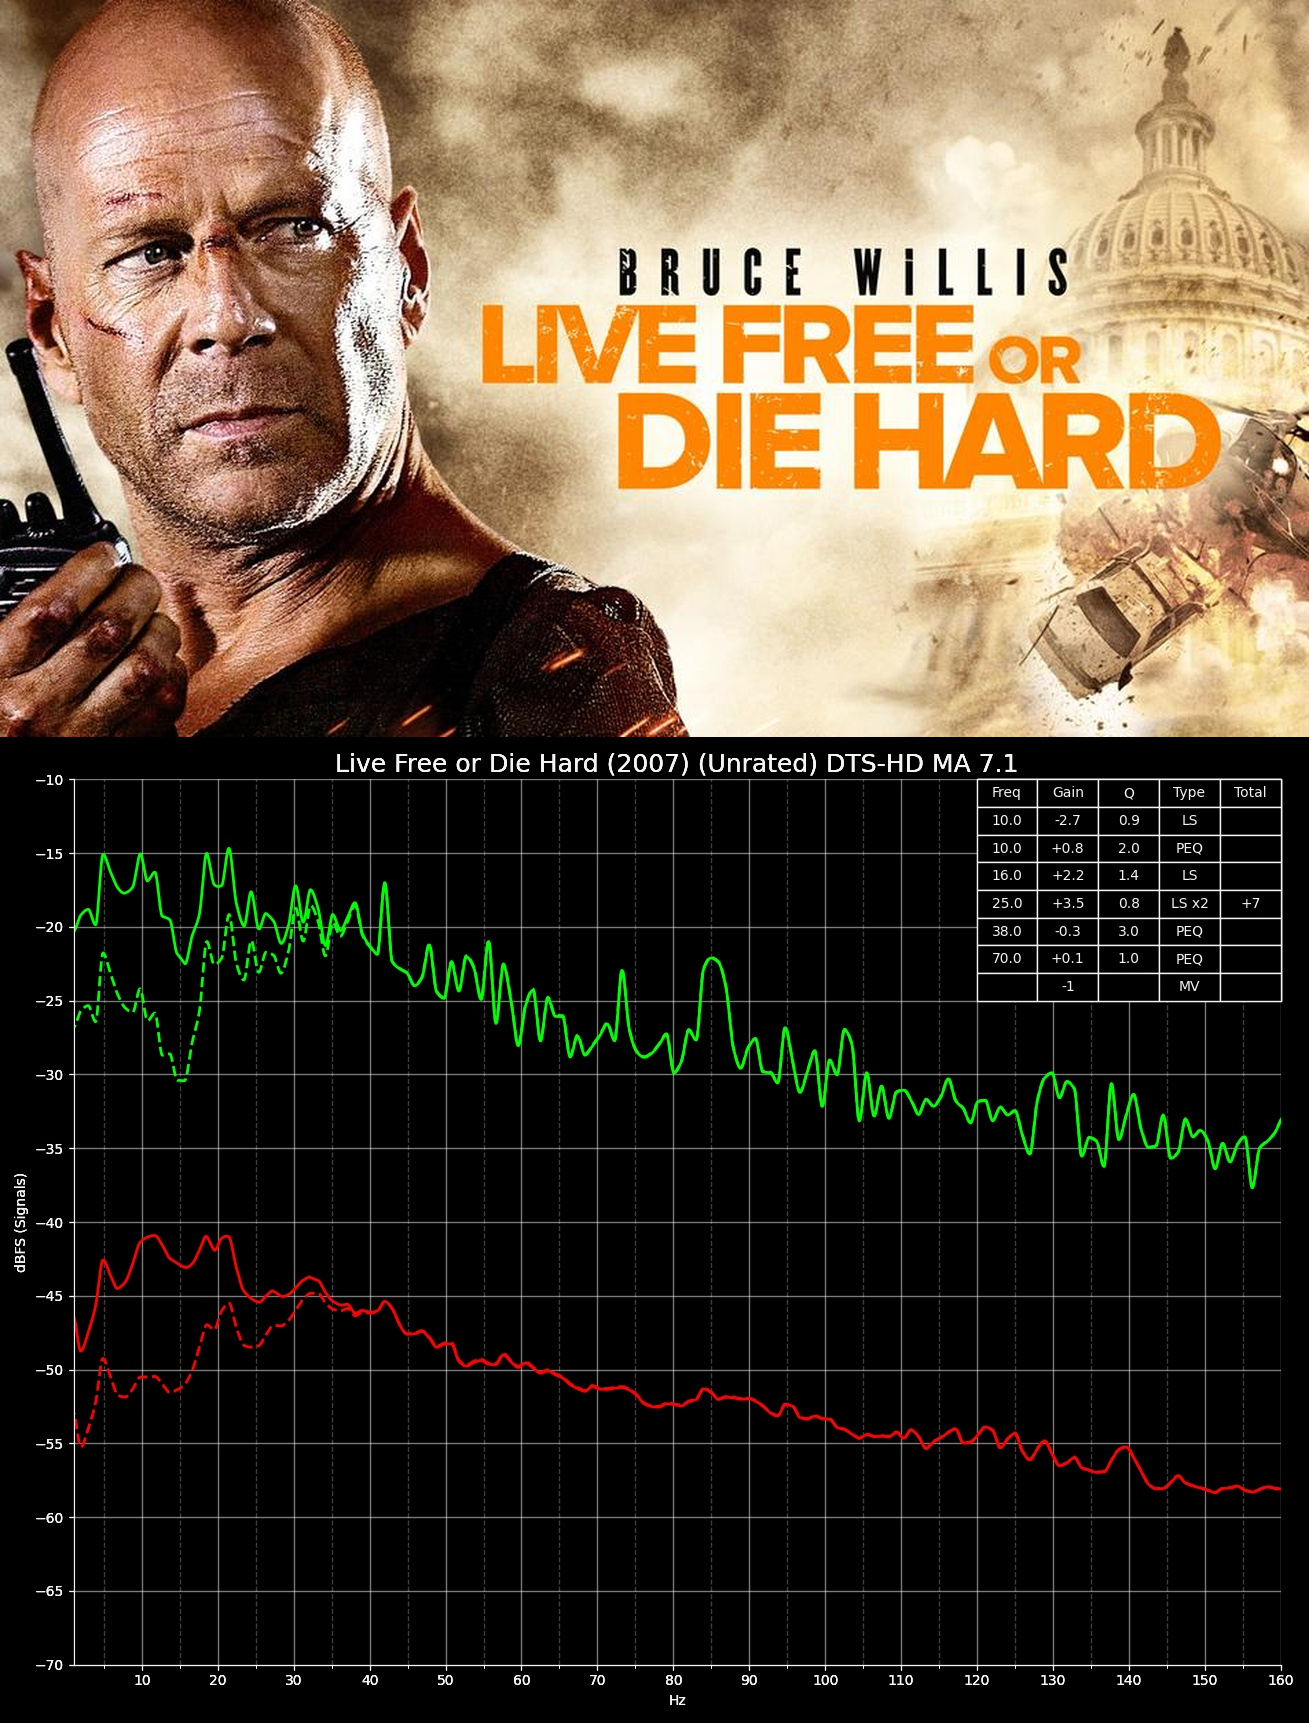 BRUCE WiLLIS
LIVE FREE OR
DIE HARD
Live Free or Die Hard (2007) (Unrated) DTS-HD MA 7.1
Freq Gain Q Type Total
10.0 -2.7 0.9 LS
10.0 +0.8 2.0 PEQ
16.0 +2.2 1.4 LS
25.0 +3.5 0.8 LS x2 +7
38.0 -0.3 3.0 PEQ
70.0 +0.1 1.0 PEQ
-1 MV
−10
−15
−20
−25
−30
−35
−40
−45
−50
−55
−60
−65
−70
dBFS (Signals)
10 20 30 40 50 60 70 80 90 100 110 120 130 140 150 160
Hz